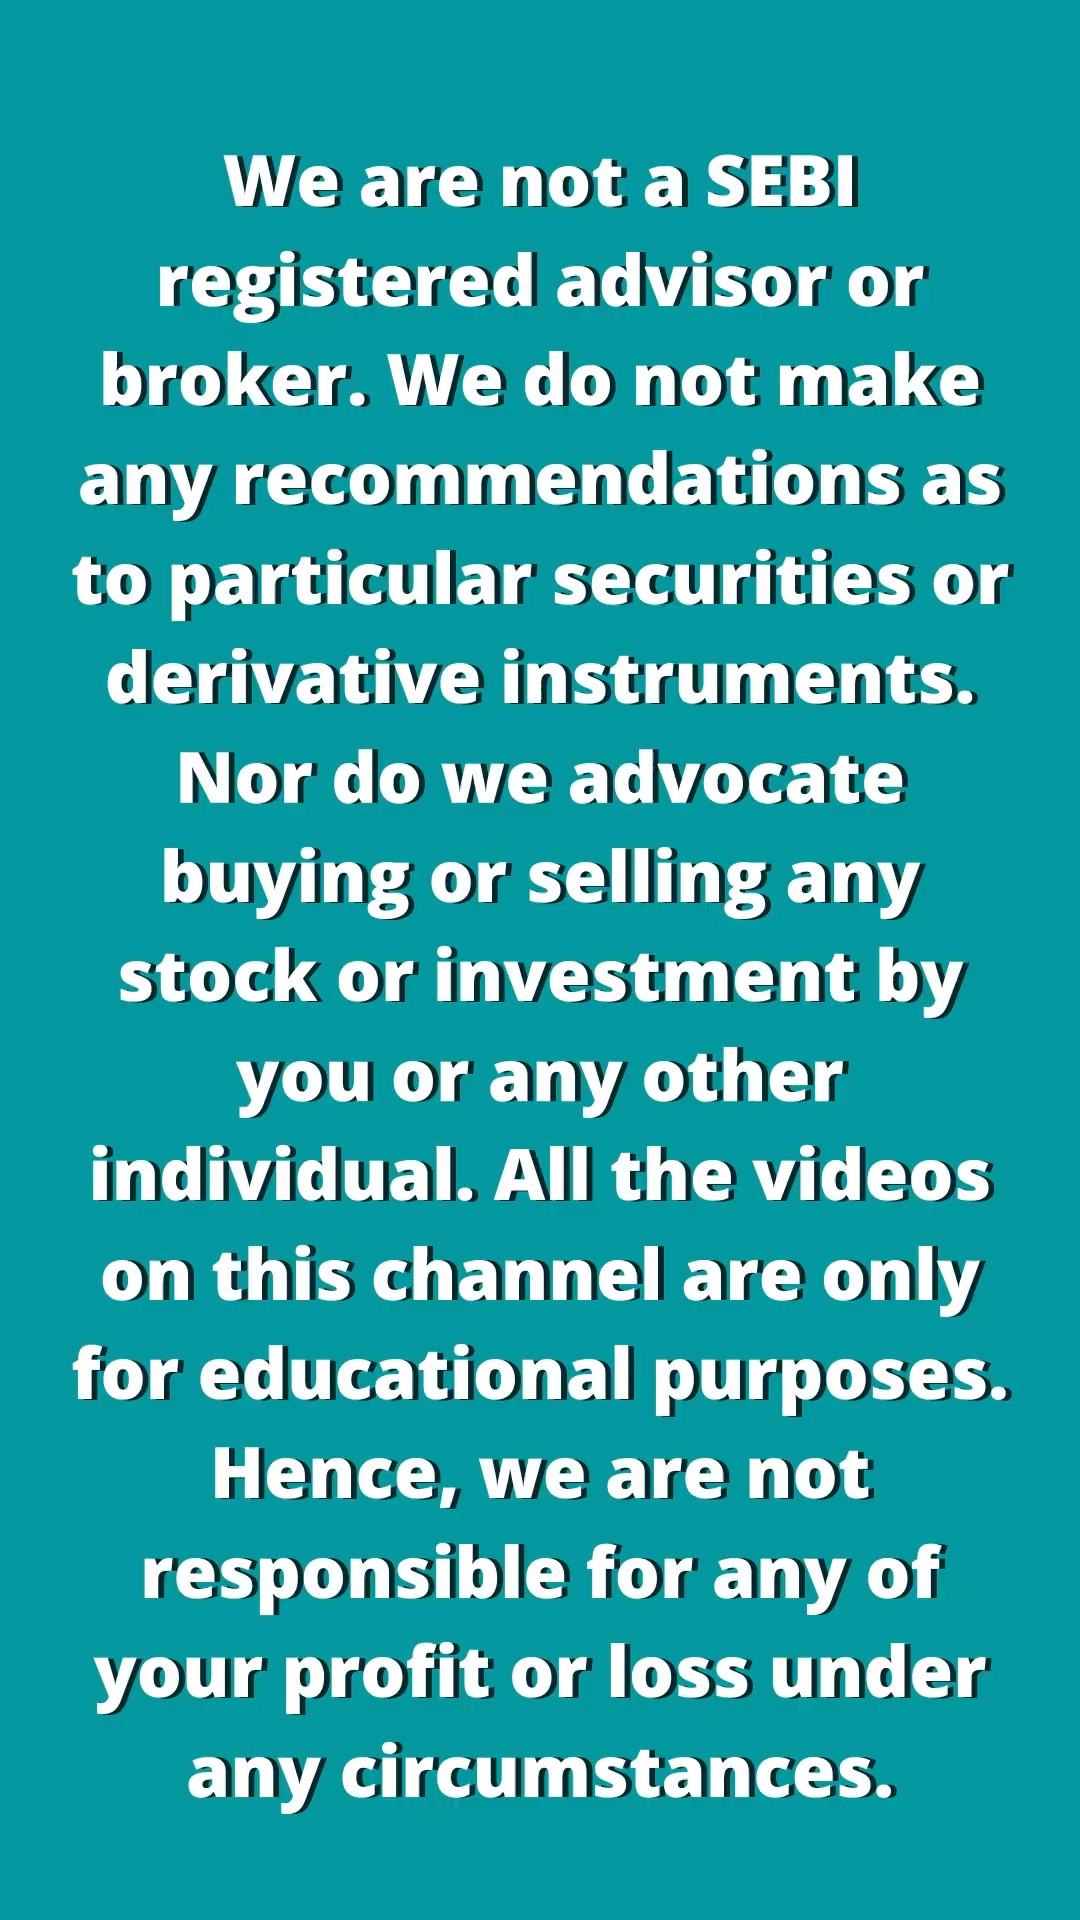 We are not a SEBI
registered advisor or
broker. We do not make
any recommendations as
to particular securities or
derivative instruments.
Nor do we advocate
buying or selling any
stock or investment by
you or any other
individual. All the videos
on this channel are only
for educational purposes.
Hence, we are not
responsible for any of
your profit or loss under
any circumstances.